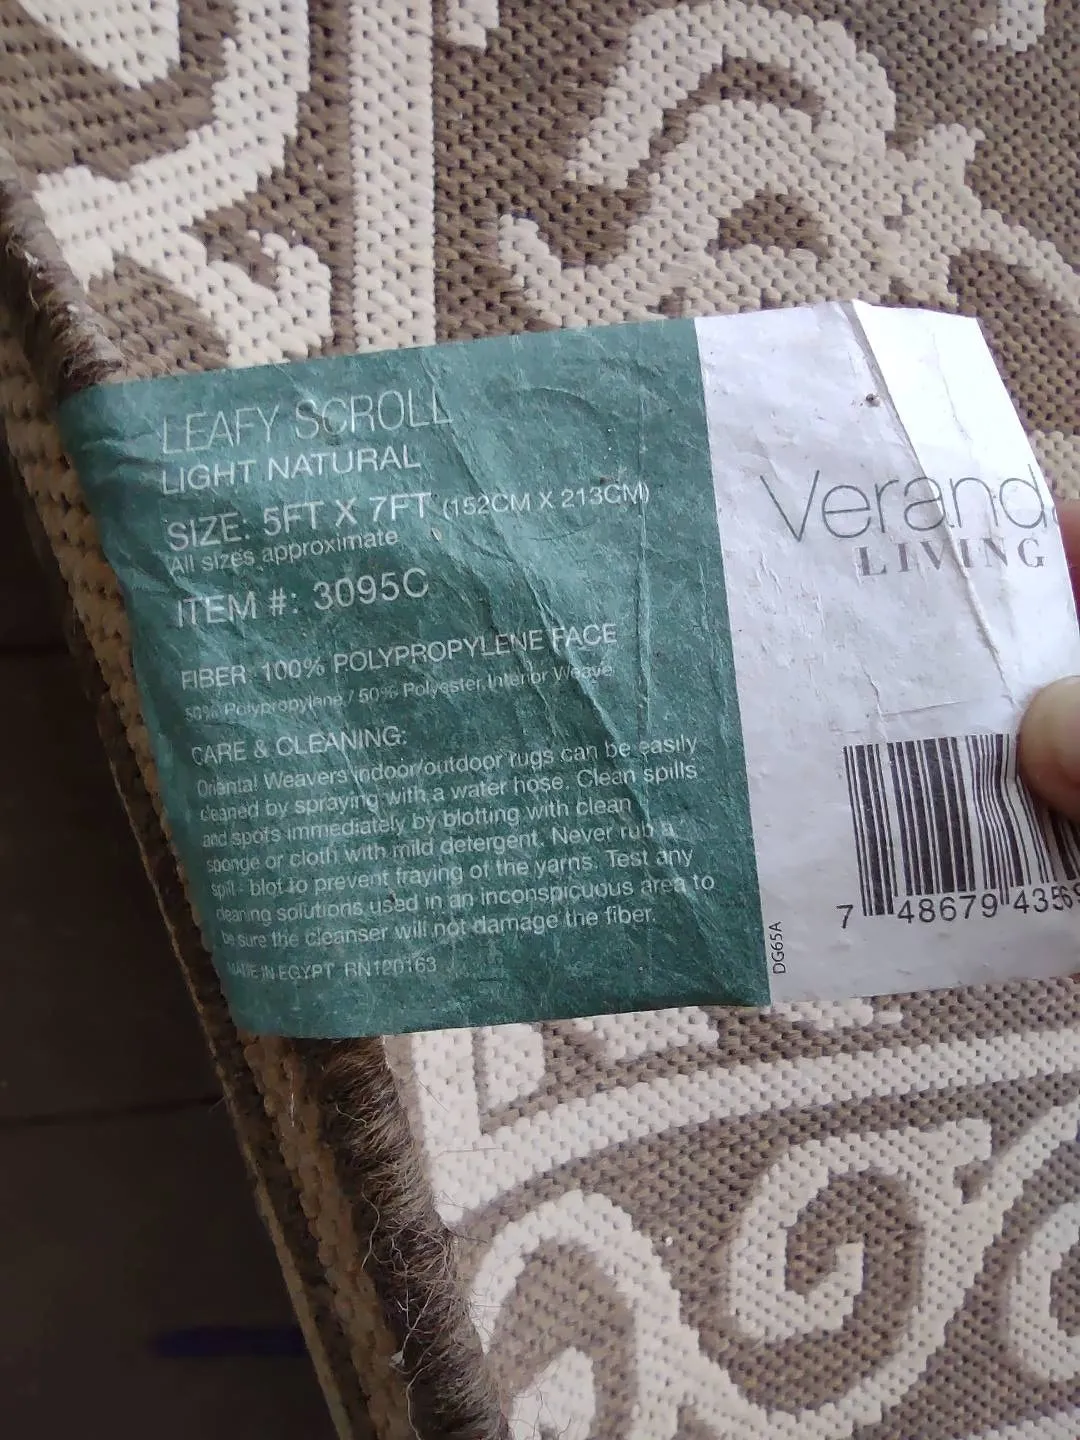 LEAFY SCROLL
LIGHT NATURAL
SIZE: 5FT X 7FT (152CM X 213CM)
All sizes approximate
ITEM #: 3095C
FIBER: 100% POLYPROPYLENE FACE
50% Polypropylene / 50% Polyester Interior Weave
CARE & CLEANING:
Oriental Weavers indoor/outdoor rugs can be easily
cleaned by spraying with a water hose. Clean spills
and spots immediately by blotting with clean
sponge or cloth with mild detergent. Never rub a
spill - blot to prevent fraying of the yarns. Test any
cleaning solutions used in an inconspicuous area to
be sure the cleanser will not damage the fiber.
MADE IN EGYPT RN120163
Verand
LIVING
7 48679 4356
DG65A